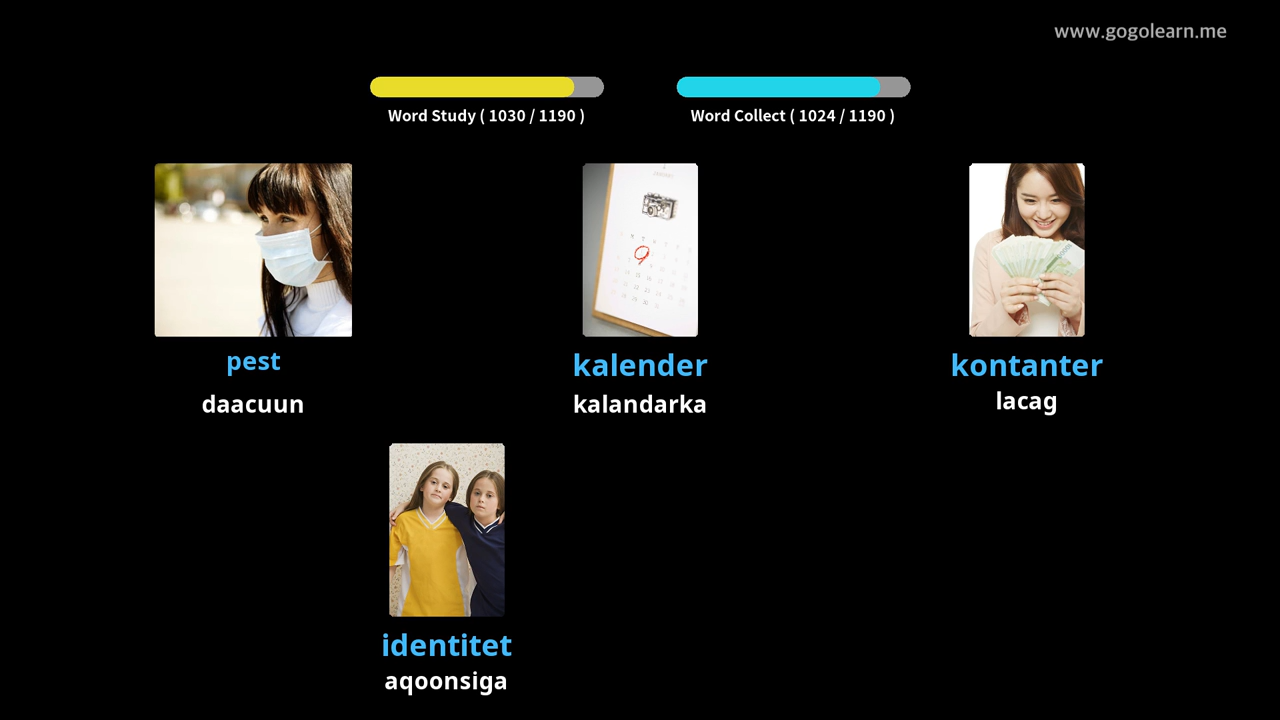 www.gogolearn.me
Word Study ( 1030 / 1190 )
Word Collect ( 1024 / 1190 )
pest
kalender
kontanter
daacuun
kalandarka
lacag
identitet
aqoonsiga